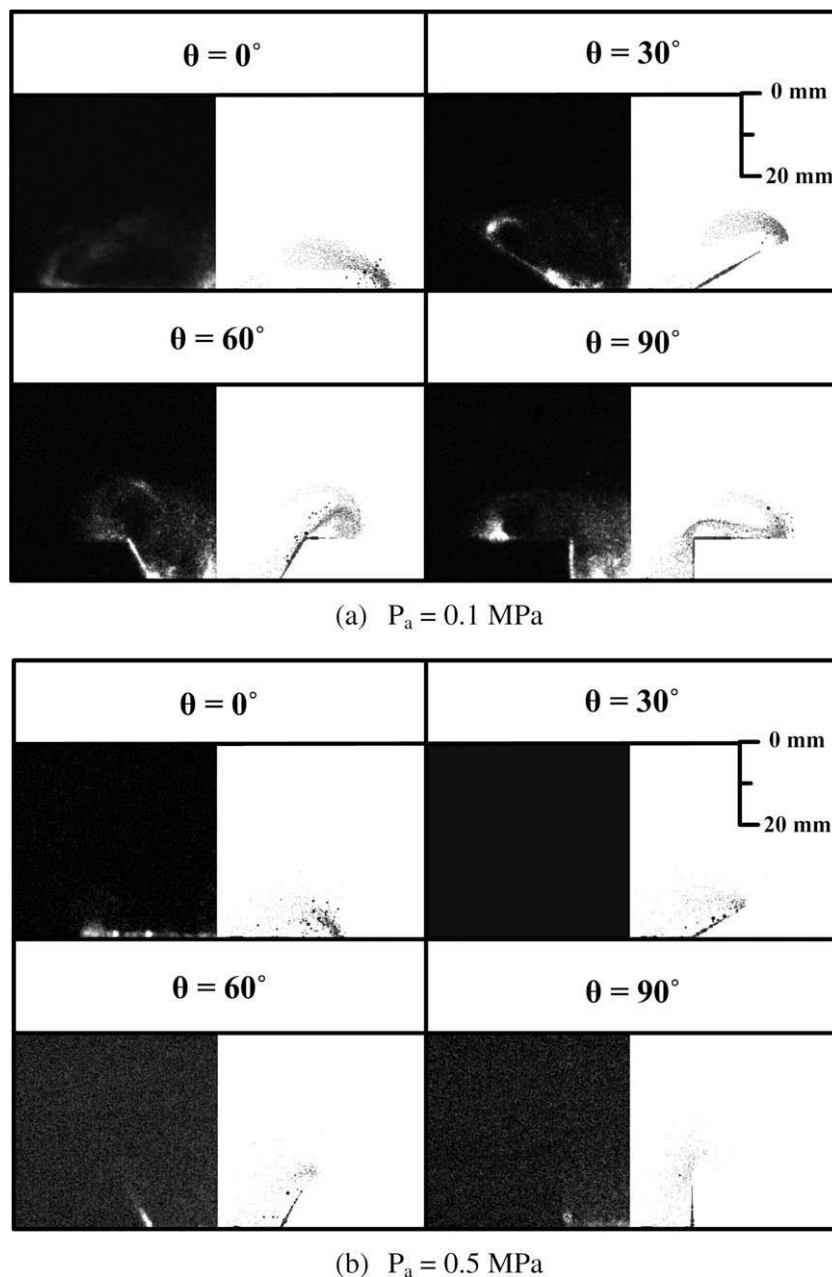 θ = 0° θ = 30°
0 mm
20 mm
θ = 60° θ = 90°
(a) Pₐ = 0.1 MPa
θ = 0° θ = 30°
0 mm
20 mm
θ = 60° θ = 90°
(b) Pₐ = 0.5 MPa